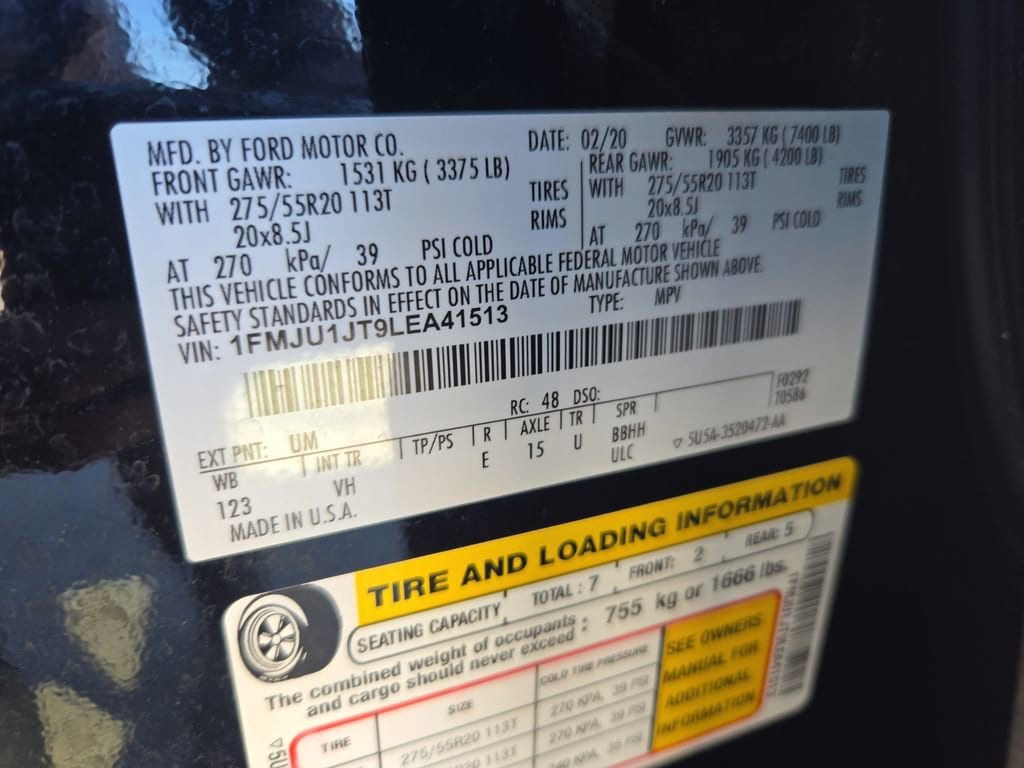 MFD. BY FORD MOTOR CO. DATE: 02/20 GVWR: 3357 KG ( 7400 LB)
FRONT GAWR: 1531 KG ( 3375 LB) REAR GAWR: 1905 KG ( 4200 LB)
WITH 275/55R20 113T TIRES WITH 275/55R20 113T TIRES
20x8.5J RIMS 20x8.5J RIMS
AT 270 kPa/ 39 PSI COLD AT 270 kPa/ 39 PSI COLD
THIS VEHICLE CONFORMS TO ALL APPLICABLE FEDERAL MOTOR VEHICLE
SAFETY STANDARDS IN EFFECT ON THE DATE OF MANUFACTURE SHOWN ABOVE.
VIN: 1FMJU1JT9LEA41513 TYPE: MPV
F0292
RC: 48 DSO: T0586
EXT PNT: UM
WB INT TR TP/PS R AXLE TR SPR
123 VH E 15 U BBHH
ULC
5U5A-3520472-AA
MADE IN U.S.A.
TIRE AND LOADING INFORMATION
SEATING CAPACITY TOTAL : 7 FRONT: 2 REAR: 5
The combined weight of occupants
and cargo should never exceed : 755 kg or 1666 lbs.
TIRE SIZE COLD TIRE PRESSURE
275/55R20 113T 270 KPA, 39 PSI
270 KPA, 39 PSI
SEE OWNERS
MANUAL FOR
ADDITIONAL
INFORMATION